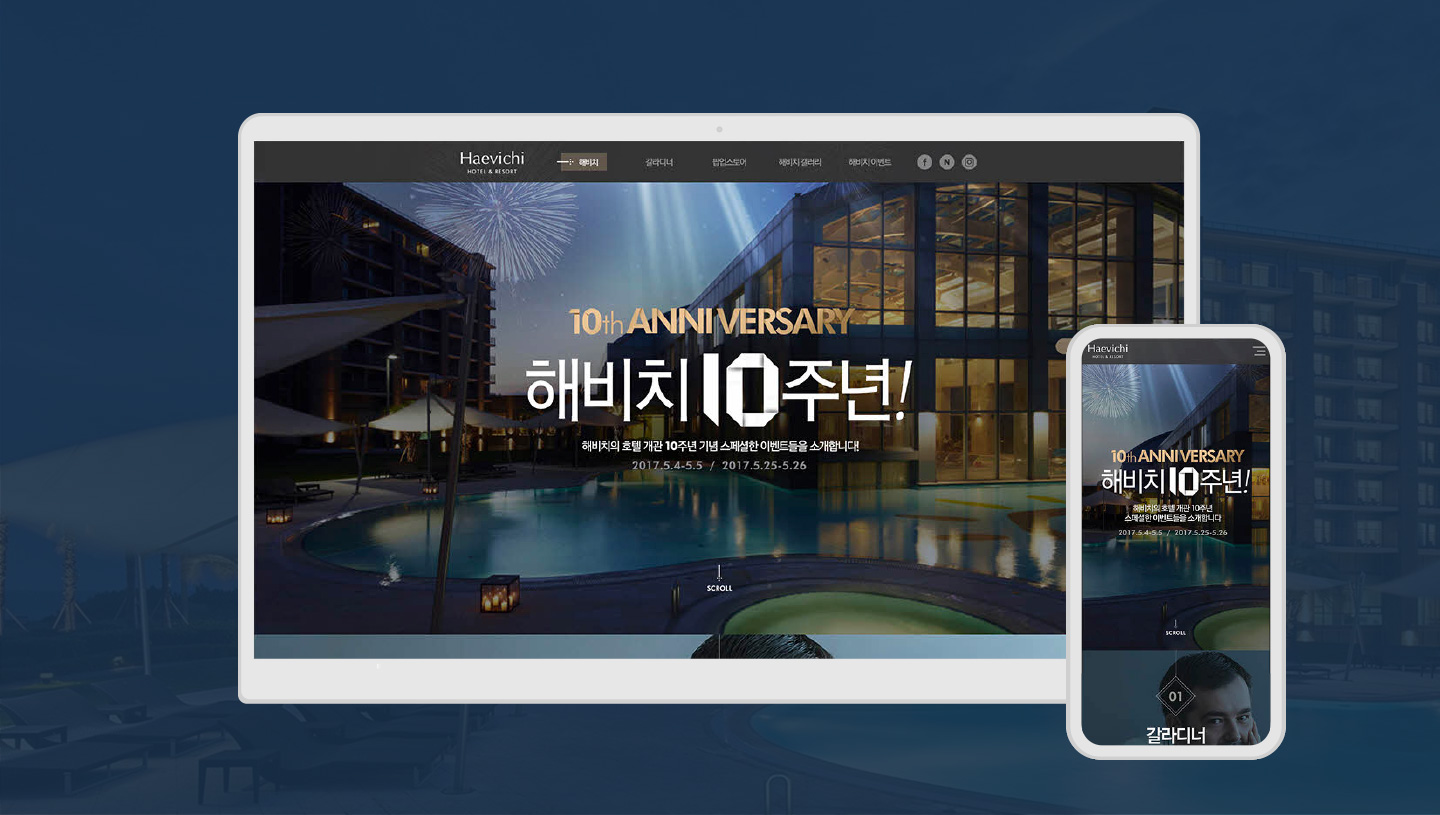 Haevichi
HOTEL & RESORT
해비치
갈라디너
팝업스토어
해비치 갤러리
해비치 이벤트
f
N
10th ANNIVERSARY
해비치 10주년!
해비치의 호텔 개관 10주년 기념 스페셜한 이벤트들을 소개합니다!
2017.5.4-5.5 / 2017.5.25-5.26
SCROLL
Haevichi
HOTEL & RESORT
10th ANNIVERSARY
해비치 10주년!
해비치의 호텔 개관 10주년
스페셜한 이벤트들을 소개합니다
2017.5.4-5.5 / 2017.5.25-5.26
SCROLL
01
갈라디너